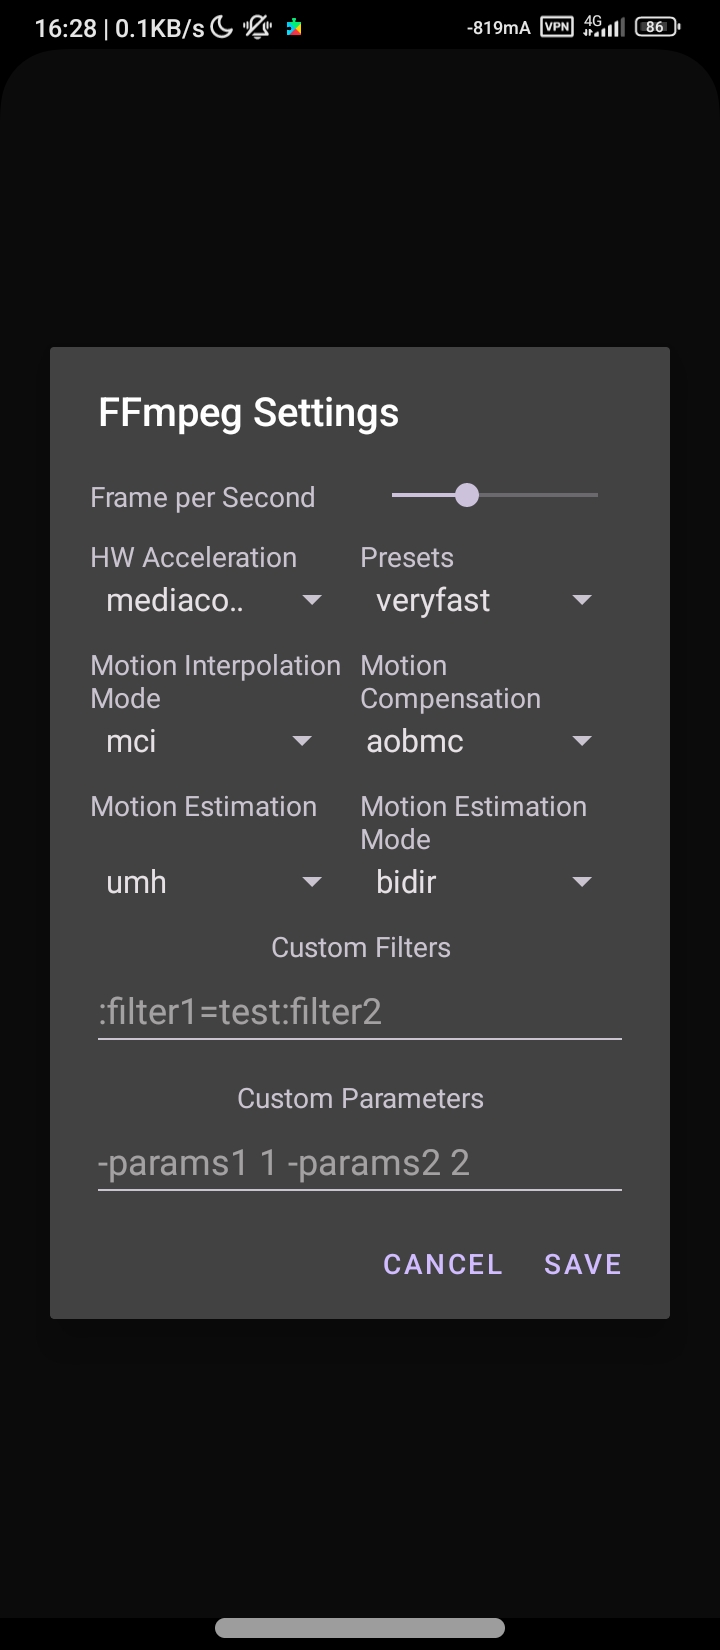 16:28 | 0.1KB/s -819mA VPN 4G 86
FFmpeg Settings
Frame per Second
HW Acceleration Presets
mediaco.. veryfast
Motion Interpolation Motion
Mode Compensation
mci aobmc
Motion Estimation Motion Estimation
Mode
umh bidir
Custom Filters
:filter1=test:filter2
Custom Parameters
-params1 1 -params2 2
CANCEL SAVE